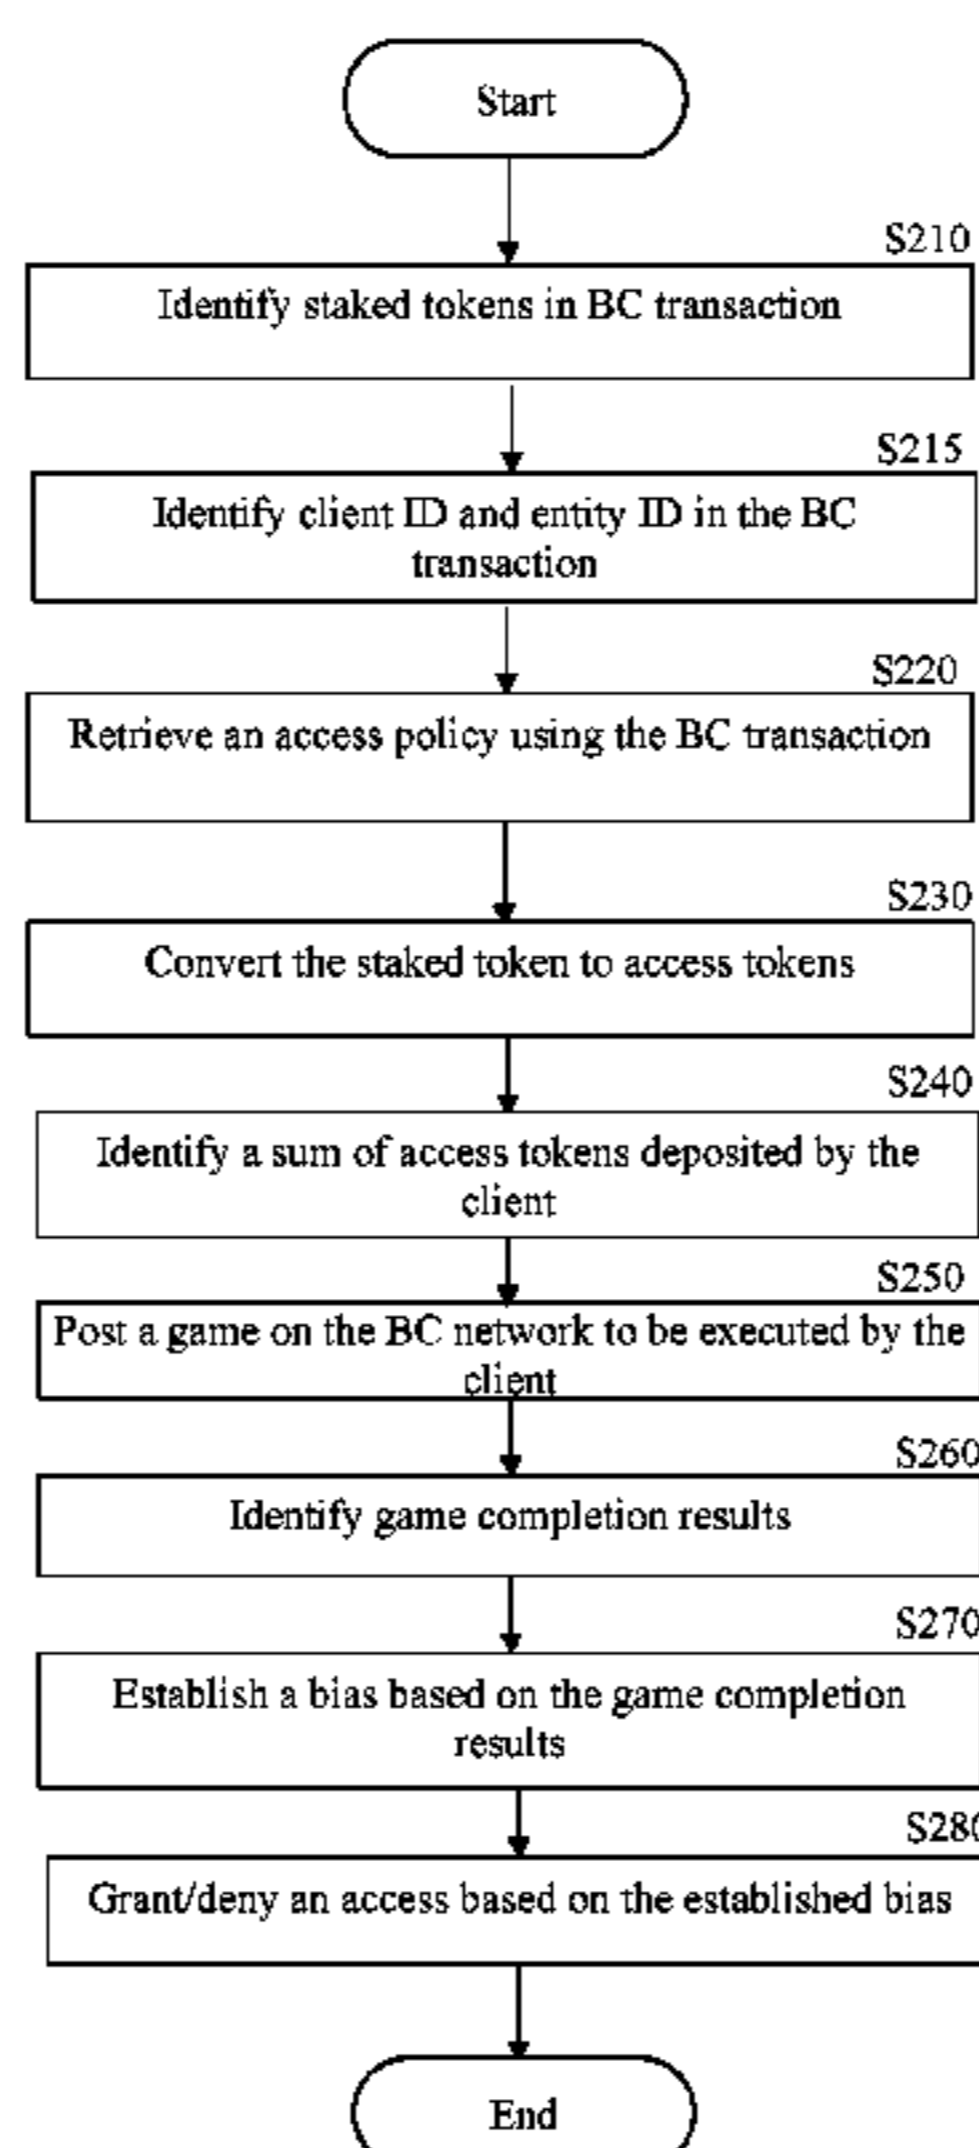 Start
S210
Identify staked tokens in BC transaction
S215
Identify client ID and entity ID in the BC
transaction
S220
Retrieve an access policy using the BC transaction
S230
Convert the staked token to access tokens
S240
Identify a sum of access tokens deposited by the
client
S250
Post a game on the BC network to be executed by the
client
S260
Identify game completion results
S270
Establish a bias based on the game completion
results
S280
Grant/deny an access based on the established bias
End